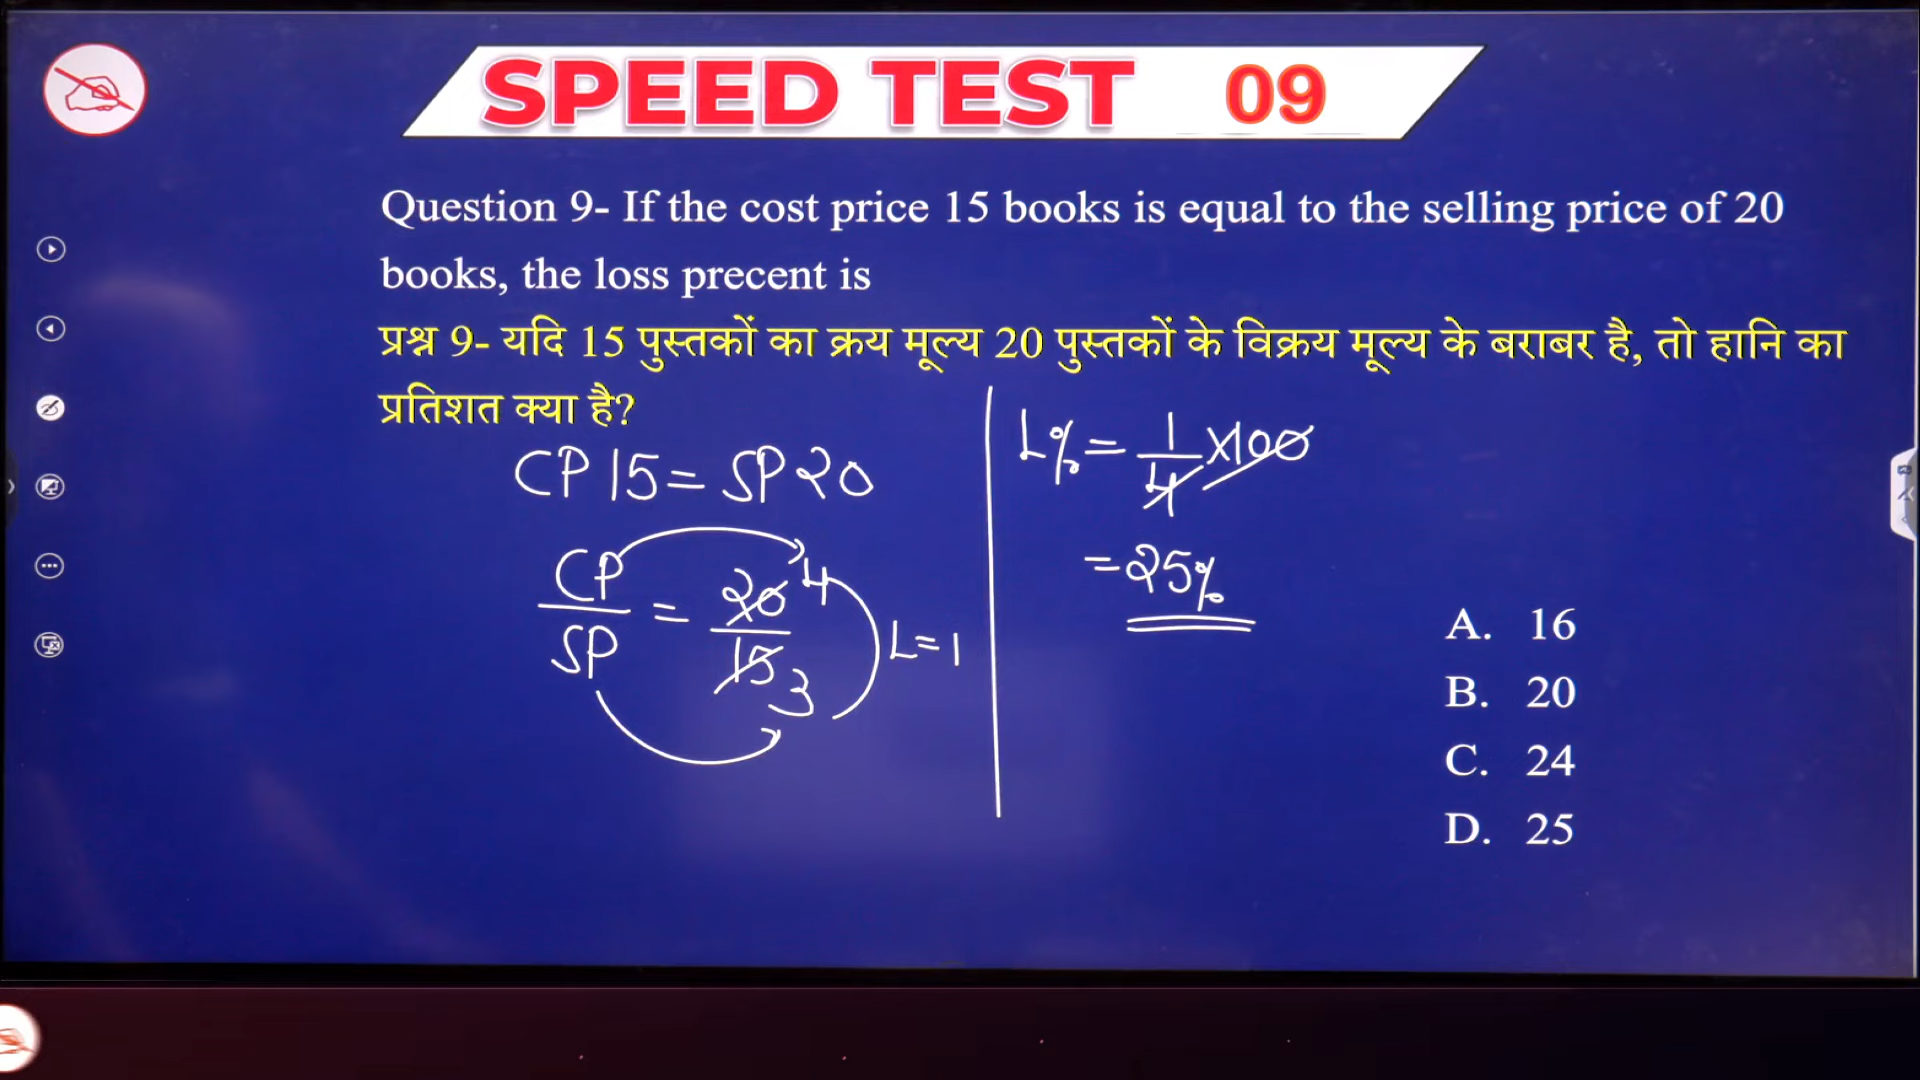 SPEED TEST 09
Question 9- If the cost price 15 books is equal to the selling price of 20
books, the loss precent is
प्रश्न 9- यदि 15 पुस्तकों का क्रय मूल्य 20 पुस्तकों के विक्रय मूल्य के बराबर है, तो हानि का
प्रतिशत क्या है?
CP 15 = SP 20
CP/SP = 20/15 4 3 L=1
L% = 1/4 ×100
= 25%
A. 16
B. 20
C. 24
D. 25